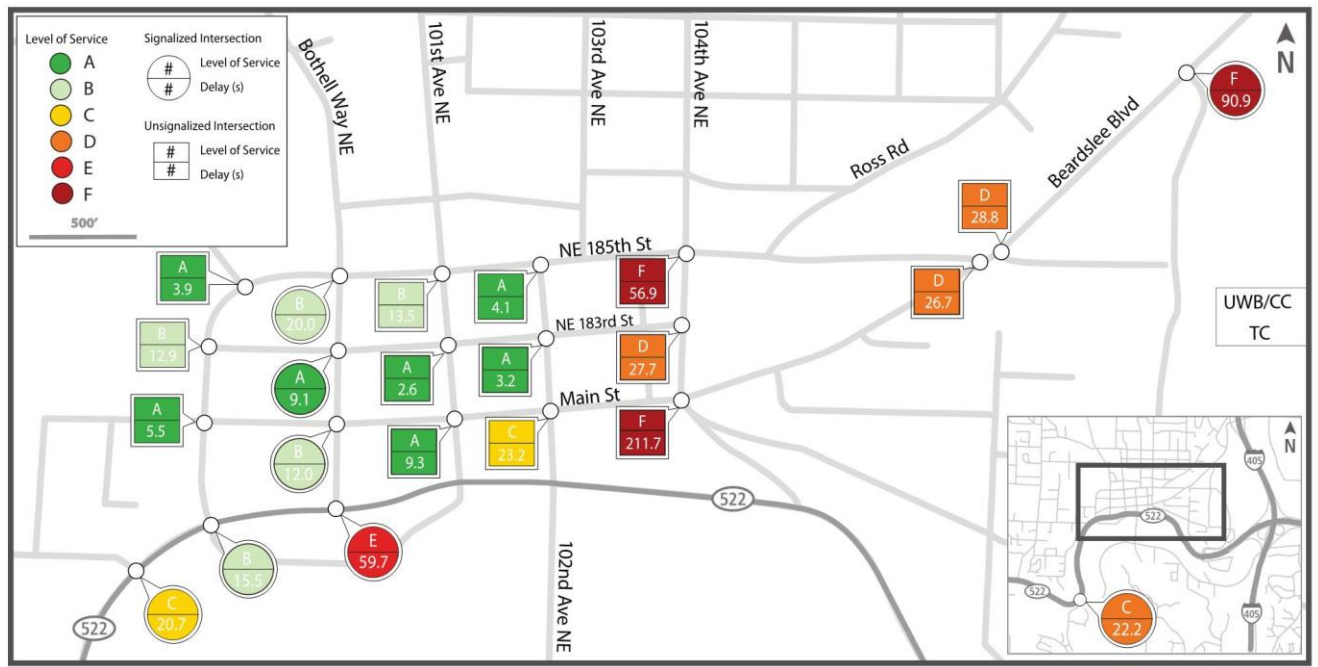 Level of Service
A
B
C
D
E
F
500'
Signalized Intersection
# Level of Service
# Delay (s)
Unsignalized Intersection
# Level of Service
# Delay (s)
Bothell Way NE
101st Ave NE
103rd Ave NE
104th Ave NE
Ross Rd
Beardslee Blvd
N
F
90.9
D
28.8
NE 185th St
A
3.9
B
20.0
B
13.5
A
4.1
F
56.9
D
26.7
UWB/CC
TC
NE 183rd St
B
12.9
A
9.1
A
2.6
A
3.2
D
27.7
Main St
A
5.5
B
12.0
A
9.3
C
23.2
F
211.7
522
E
59.7
B
15.5
C
20.7
522
102nd Ave NE
N
405
522
522
405
C
22.2